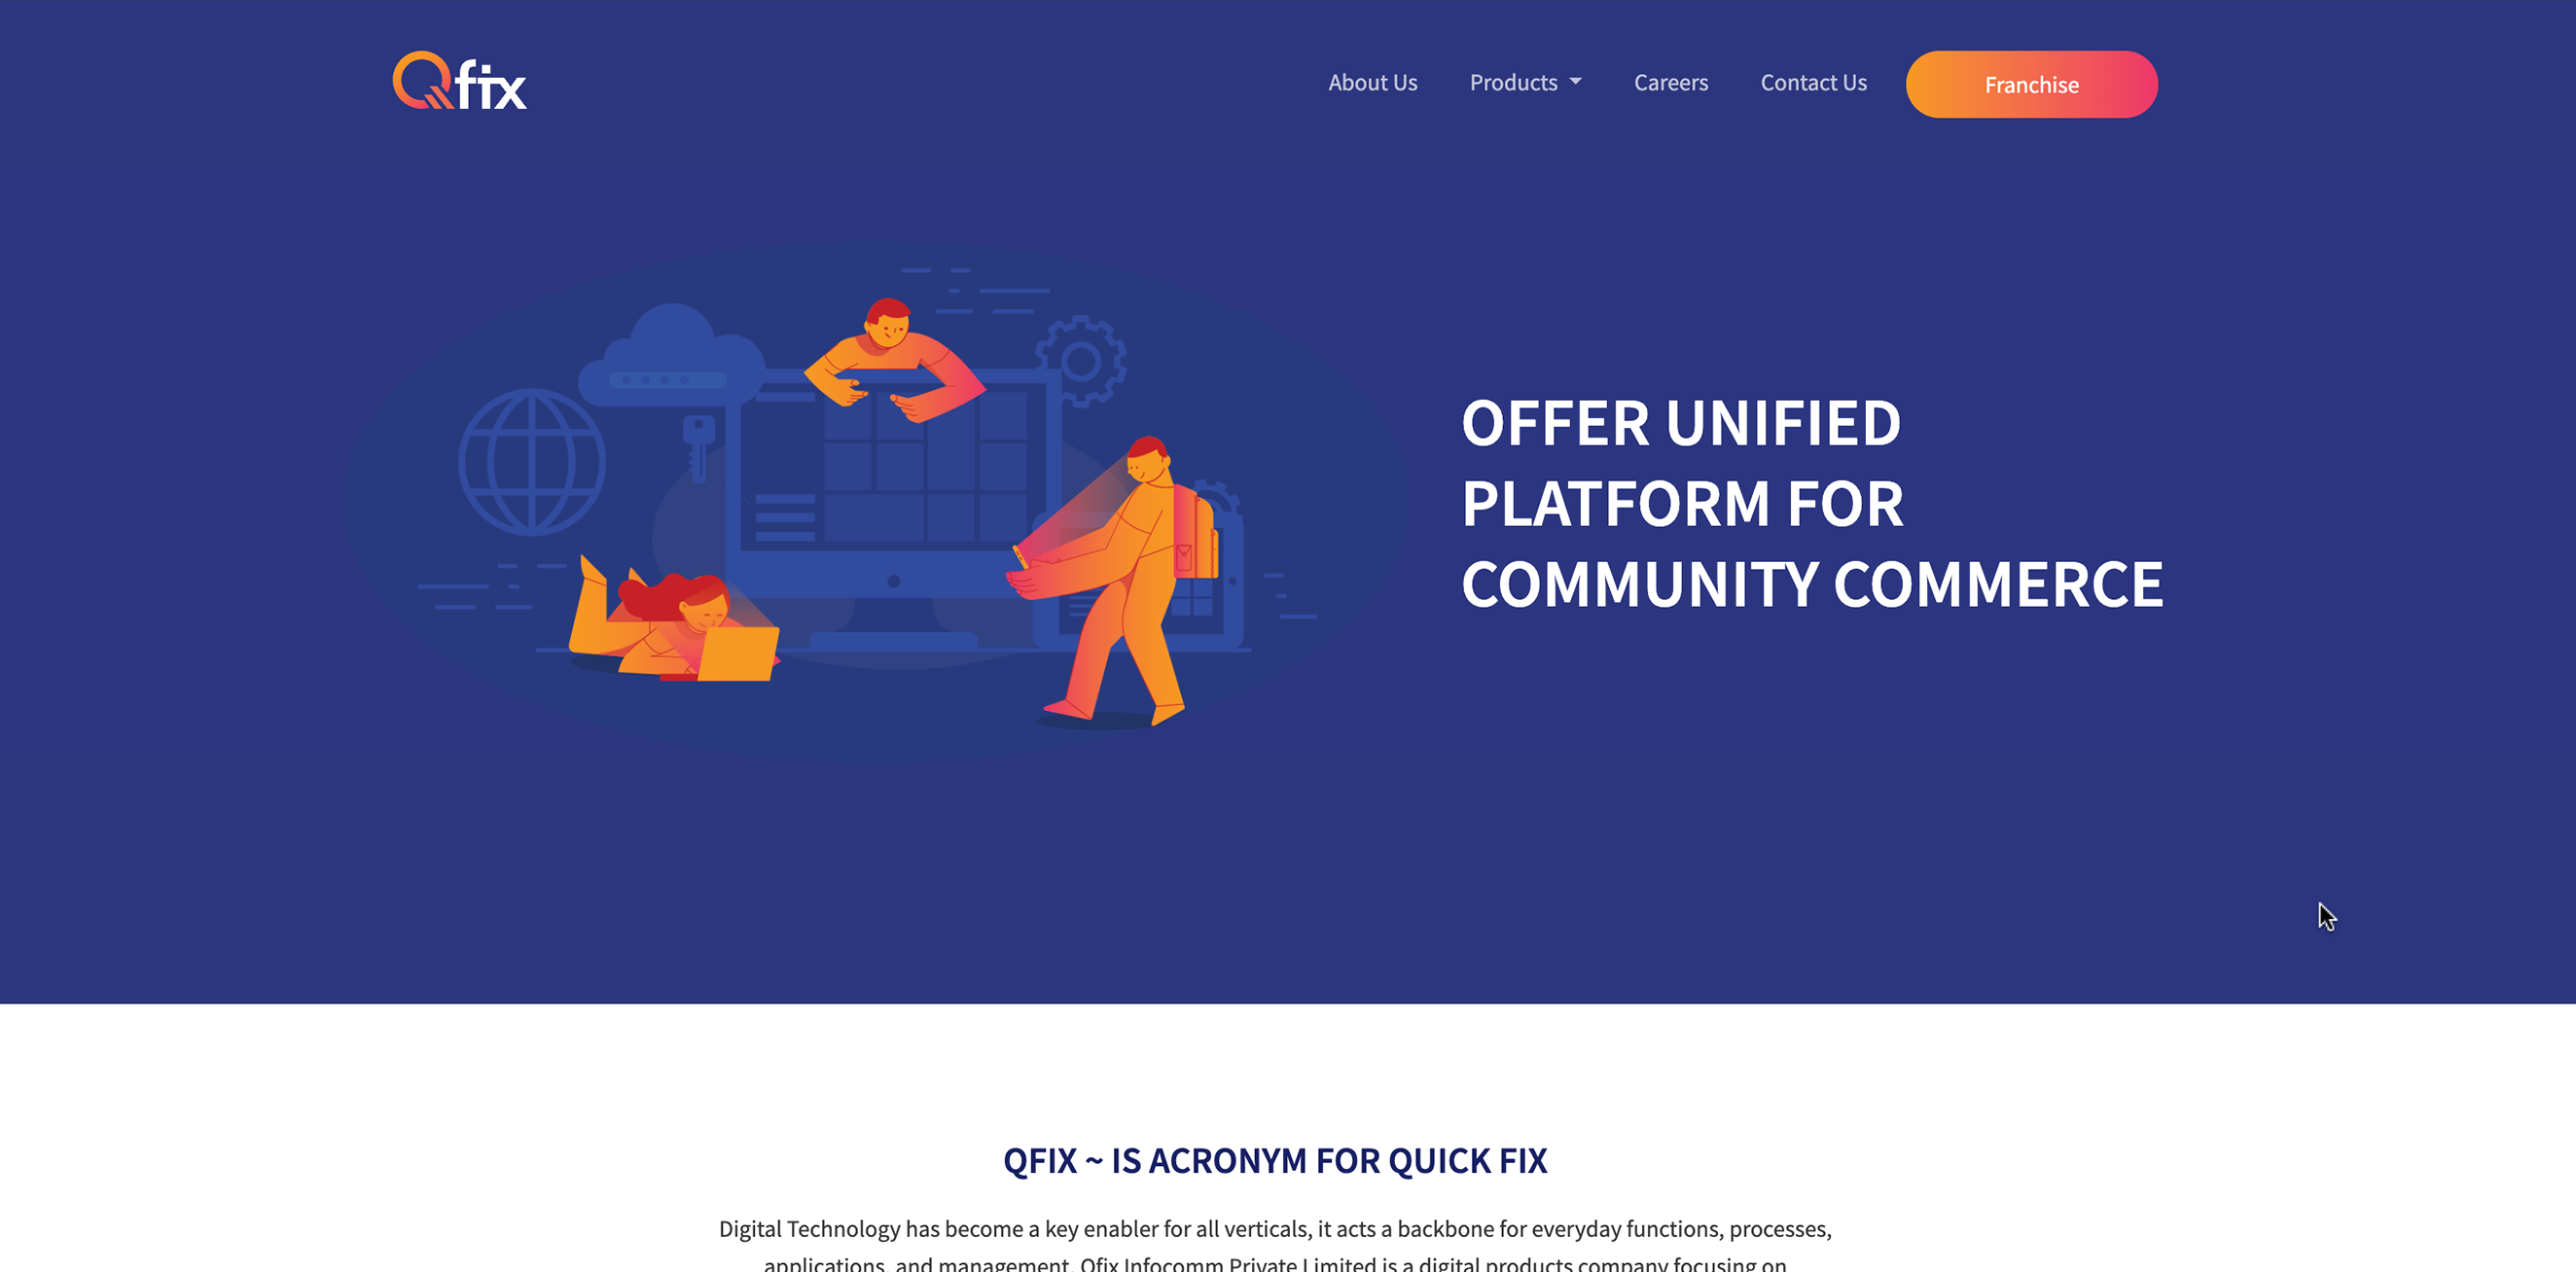 Qfix
About Us
Products
Careers
Contact Us
Franchise
OFFER UNIFIED
PLATFORM FOR
COMMUNITY COMMERCE
QFIX ~ IS ACRONYM FOR QUICK FIX
Digital Technology has become a key enabler for all verticals, it acts a backbone for everyday functions, processes,
applications, and management. Qfix Infocomm Private Limited is a digital products company focusing on